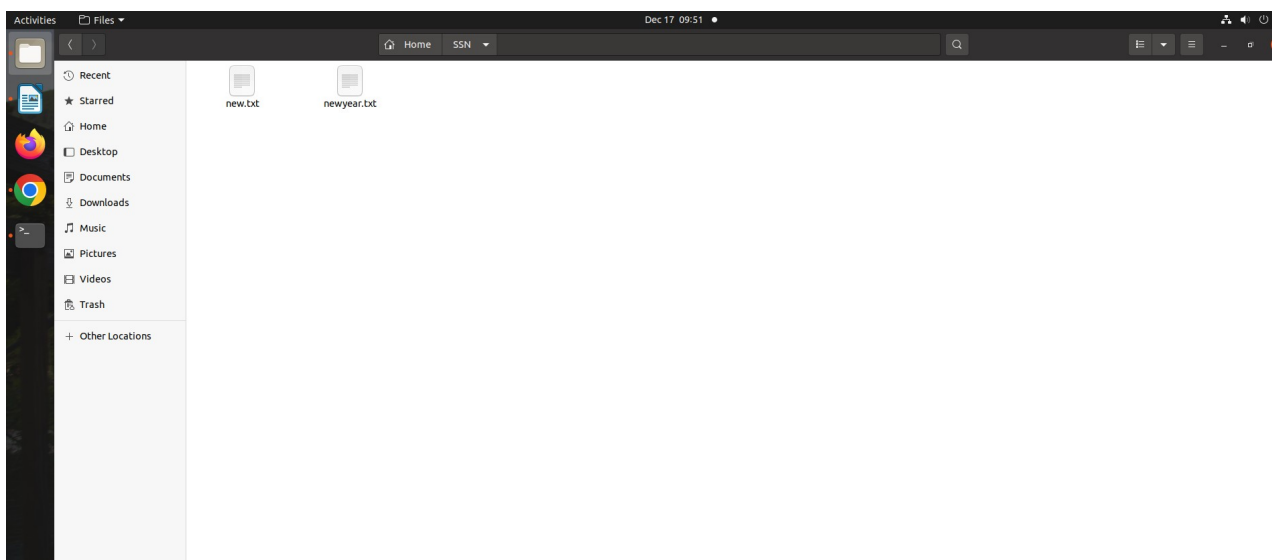 Activities Files Dec 17 09:51
Home SSN
Recent
Starred
Home
Desktop
Documents
Downloads
Music
Pictures
Videos
Trash
Other Locations
new.txt newyear.txt